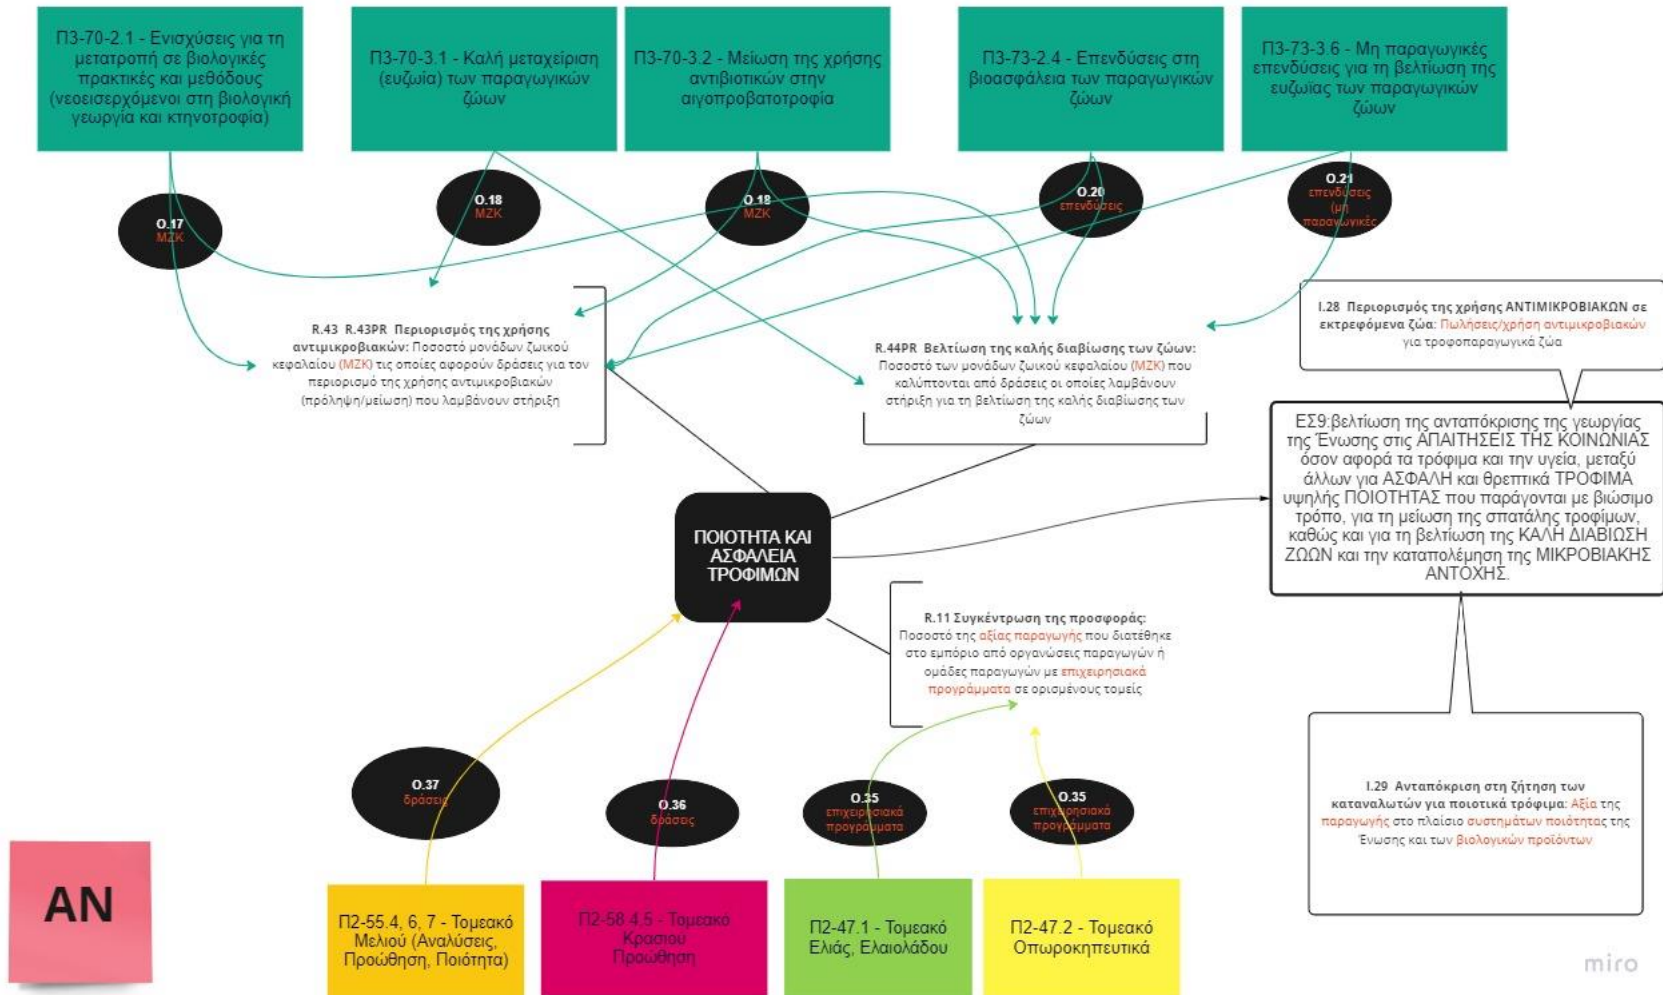 Π3-70-2.1 - Ενισχύσεις για τη
μετατροπή σε βιολογικές
πρακτικές και μεθόδους
(νεοεισερχόμενοι στη βιολογική
γεωργία και κτηνοτροφία)
Π3-70-3.1 - Καλή μεταχείριση
(ευζωία) των παραγωγικών
ζώων
Π3-70-3.2 - Μείωση της χρήσης
αντιβιοτικών στην
αιγοπροβατοτροφία
Π3-73-2.4 - Επενδύσεις στη
βιοασφάλεια των παραγωγικών
ζώων
Π3-73-3.6 - Μη παραγωγικές
επενδύσεις για τη βελτίωση της
ευζωϊας των παραγωγικών
ζώων
O.17
ΜΖΚ
O.18
ΜΖΚ
O.18
ΜΖΚ
O.20
επενδύσεις
O.21
επενδύσεις
(μη
παραγωγικές
R.43 R.43PR Περιορισμός της χρήσης
αντιμικροβιακών: Ποσοστό μονάδων ζωικού
κεφαλαίου (ΜΖΚ) τις οποίες αφορούν δράσεις για τον
περιορισμό της χρήσης αντιμικροβιακών
(πρόληψη/μείωση) που λαμβάνουν στήριξη
R.44PR Βελτίωση της καλής διαβίωσης των ζώων:
Ποσοστό των μονάδων ζωικού κεφαλαίου (ΜΖΚ) που
καλύπτονται από δράσεις οι οποίες λαμβάνουν
στήριξη για τη βελτίωση της καλής διαβίωσης των
ζώων
I.28 Περιορισμός της χρήσης ΑΝΤΙΜΙΚΡΟΒΙΑΚΩΝ σε
εκτρεφόμενα ζώα: Πωλήσεις/χρήση αντιμικροβιακών
για τροφοπαραγωγικά ζώα
ΕΣ9:βελτίωση της ανταπόκρισης της γεωργίας
της Ένωσης στις ΑΠΑΙΤΗΣΕΙΣ ΤΗΣ ΚΟΙΝΩΝΙΑΣ
όσον αφορά τα τρόφιμα και την υγεία, μεταξύ
άλλων για ΑΣΦΑΛΗ και θρεπτικά ΤΡΟΦΙΜΑ
υψηλής ΠΟΙΟΤΗΤΑΣ που παράγονται με βιώσιμο
τρόπο, για τη μείωση της σπατάλης τροφίμων,
καθώς και για τη βελτίωση της ΚΑΛΗ ΔΙΑΒΙΩΣΗ
ΖΩΩΝ και την καταπολέμηση της ΜΙΚΡΟΒΙΑΚΗΣ
ΑΝΤΟΧΗΣ.
ΠΟΙΟΤΗΤΑ ΚΑΙ
ΑΣΦΑΛΕΙΑ
ΤΡΟΦΙΜΩΝ
R.11 Συγκέντρωση της προσφοράς:
Ποσοστό της αξίας παραγωγής που διατέθηκε
στο εμπόριο από οργανώσεις παραγωγών ή
ομάδες παραγωγών με επιχειρησιακά
προγράμματα σε ορισμένους τομείς
I.29 Ανταπόκριση στη ζήτηση των
καταναλωτών για ποιοτικά τρόφιμα: Αξία της
παραγωγής στο πλαίσιο συστημάτων ποιότητας της
Ένωσης και των βιολογικών προϊόντων
O.37
δράσεις
O.36
δράσεις
O.35
επιχειρησιακά
προγράμματα
O.35
επιχειρησιακά
προγράμματα
Π2-55.4, 6, 7 - Τομεακό
Μελιού (Αναλύσεις,
Προώθηση, Ποιότητα)
Π2-58.4.5 - Τομεακό
Κρασιού
Προώθηση
Π2-47.1 - Τομεακό
Ελιάς, Ελαιολάδου
Π2-47.2 - Τομεακό
Οπωροκηπευτικά
AN
miro